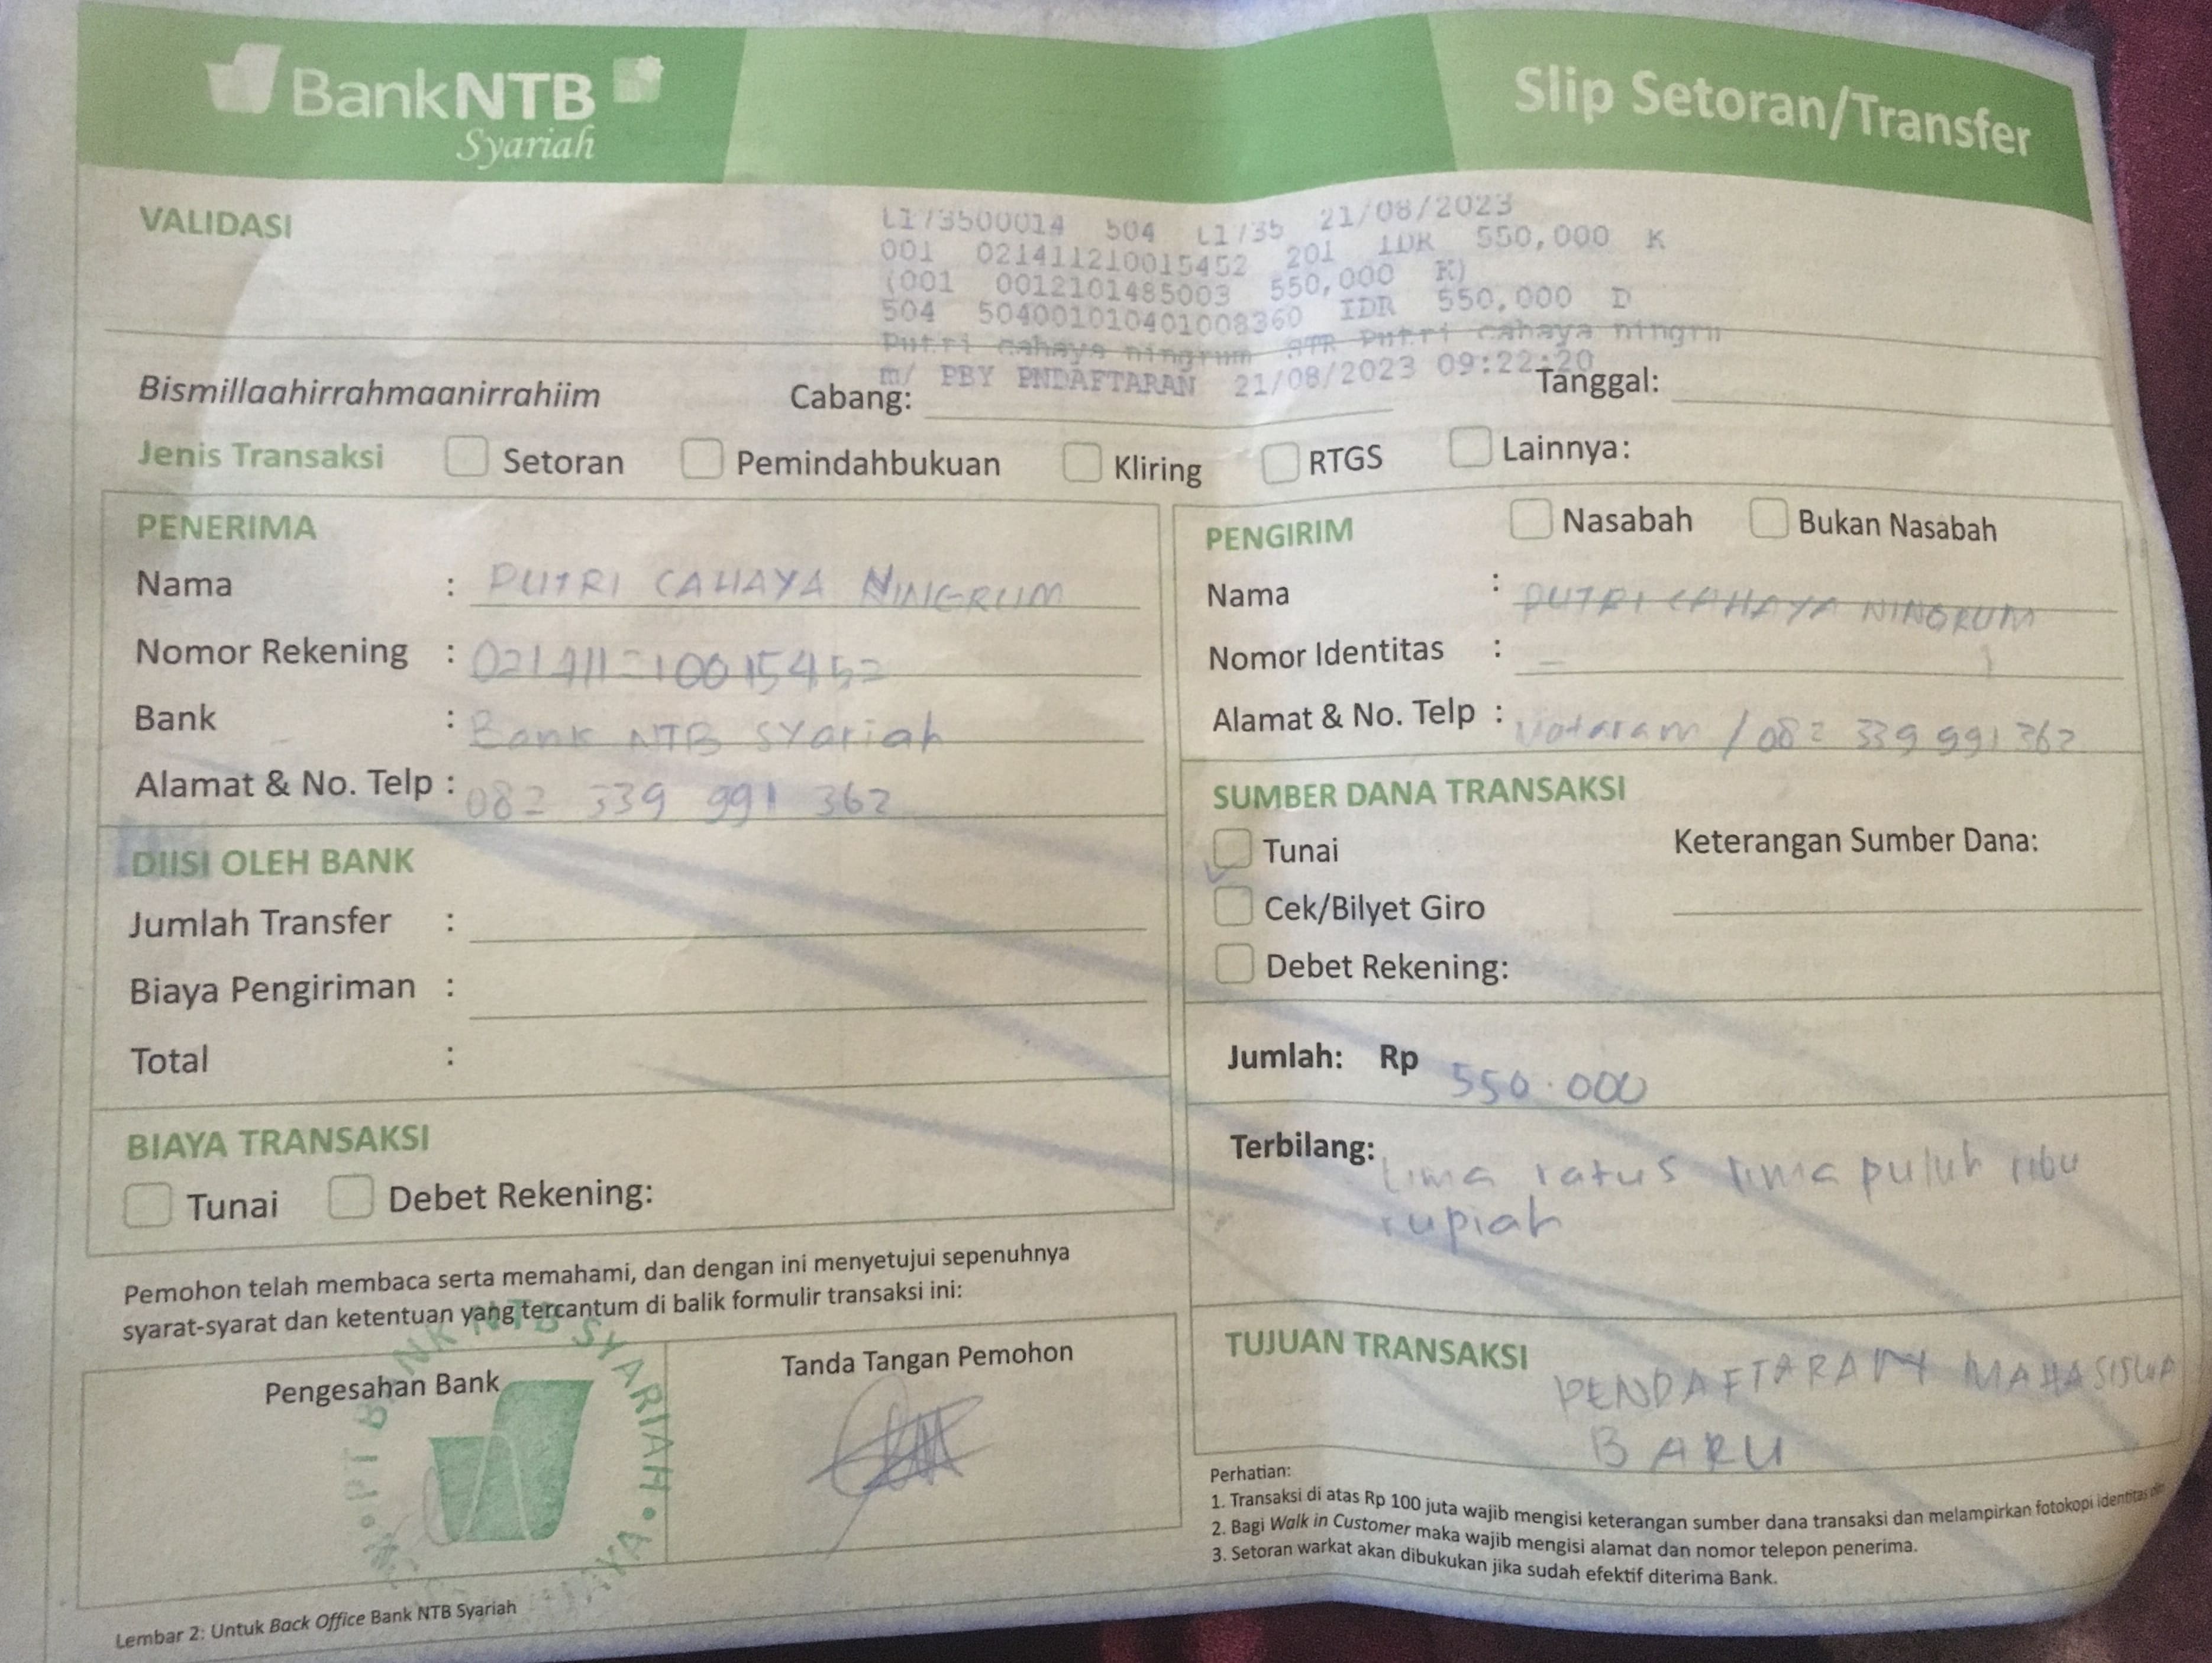 BankNTB
Syariah
Slip Setoran/Transfer
VALIDASI
L173500014 504 L1735 21/08/2023
001 021411210015452 201 IDR 550,000 K
(001 0012101485003 550,000 K)
504 504001010401008360 IDR 550,000 D
Putri cahaya ningrum STR Putri cahaya ningru
m/ PBY PNDAFTARAN 21/08/2023 09:22:20
Bismillaahirrahmaanirrahiim Cabang: Tanggal:
Jenis Transaksi Setoran Pemindahbukuan Kliring RTGS Lainnya:
PENERIMA
Nama : PUTRI CAHAYA NINGRUM
Nomor Rekening : 021411210015452
Bank : Bank NTB Syariah
Alamat & No. Telp : 082 339 991 362
DIISI OLEH BANK
Jumlah Transfer :
Biaya Pengiriman :
Total :
BIAYA TRANSAKSI
Tunai Debet Rekening:
Pemohon telah membaca serta memahami, dan dengan ini menyetujui sepenuhnya
syarat-syarat dan ketentuan yang tercantum di balik formulir transaksi ini:
Pengesahan Bank
PT BANK NTB SYARIAH
Tanda Tangan Pemohon
Lembar 2: Untuk Back Office Bank NTB Syariah
PENGIRIM Nasabah Bukan Nasabah
Nama : PUTRI CAHAYA NINGRUM
Nomor Identitas : –
Alamat & No. Telp : Mataram / 082 339 991 362
SUMBER DANA TRANSAKSI
Tunai Keterangan Sumber Dana:
Cek/Bilyet Giro
Debet Rekening:
Jumlah: Rp 550.000
Terbilang: Lima ratus lima puluh ribu
rupiah
TUJUAN TRANSAKSI PENDAFTARAN MAHASISWA
BARU
Perhatian:
1. Transaksi di atas Rp 100 juta wajib mengisi keterangan sumber dana transaksi dan melampirkan fotokopi identitas
2. Bagi Walk in Customer maka wajib mengisi alamat dan nomor telepon penerima.
3. Setoran warkat akan dibukukan jika sudah efektif diterima Bank.